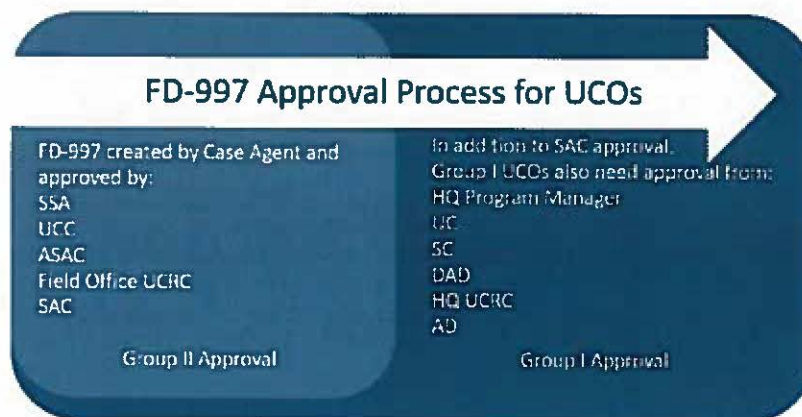 FD-997 Approval Process for UCOs
FD-997 created by Case Agent and
approved by:
SSA
UCC
ASAC
Field Office UCRC
SAC
Group II Approval
In addition to SAC approval,
Group I UCOs also need approval from:
HQ Program Manager
UC
SC
DAD
HQ UCRC
AD
Group I Approval